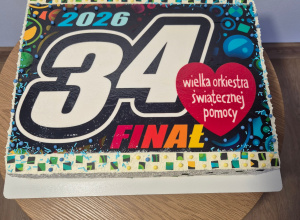 2026
34
wielka orkiestra
świątecznej
pomocy
FINAŁ